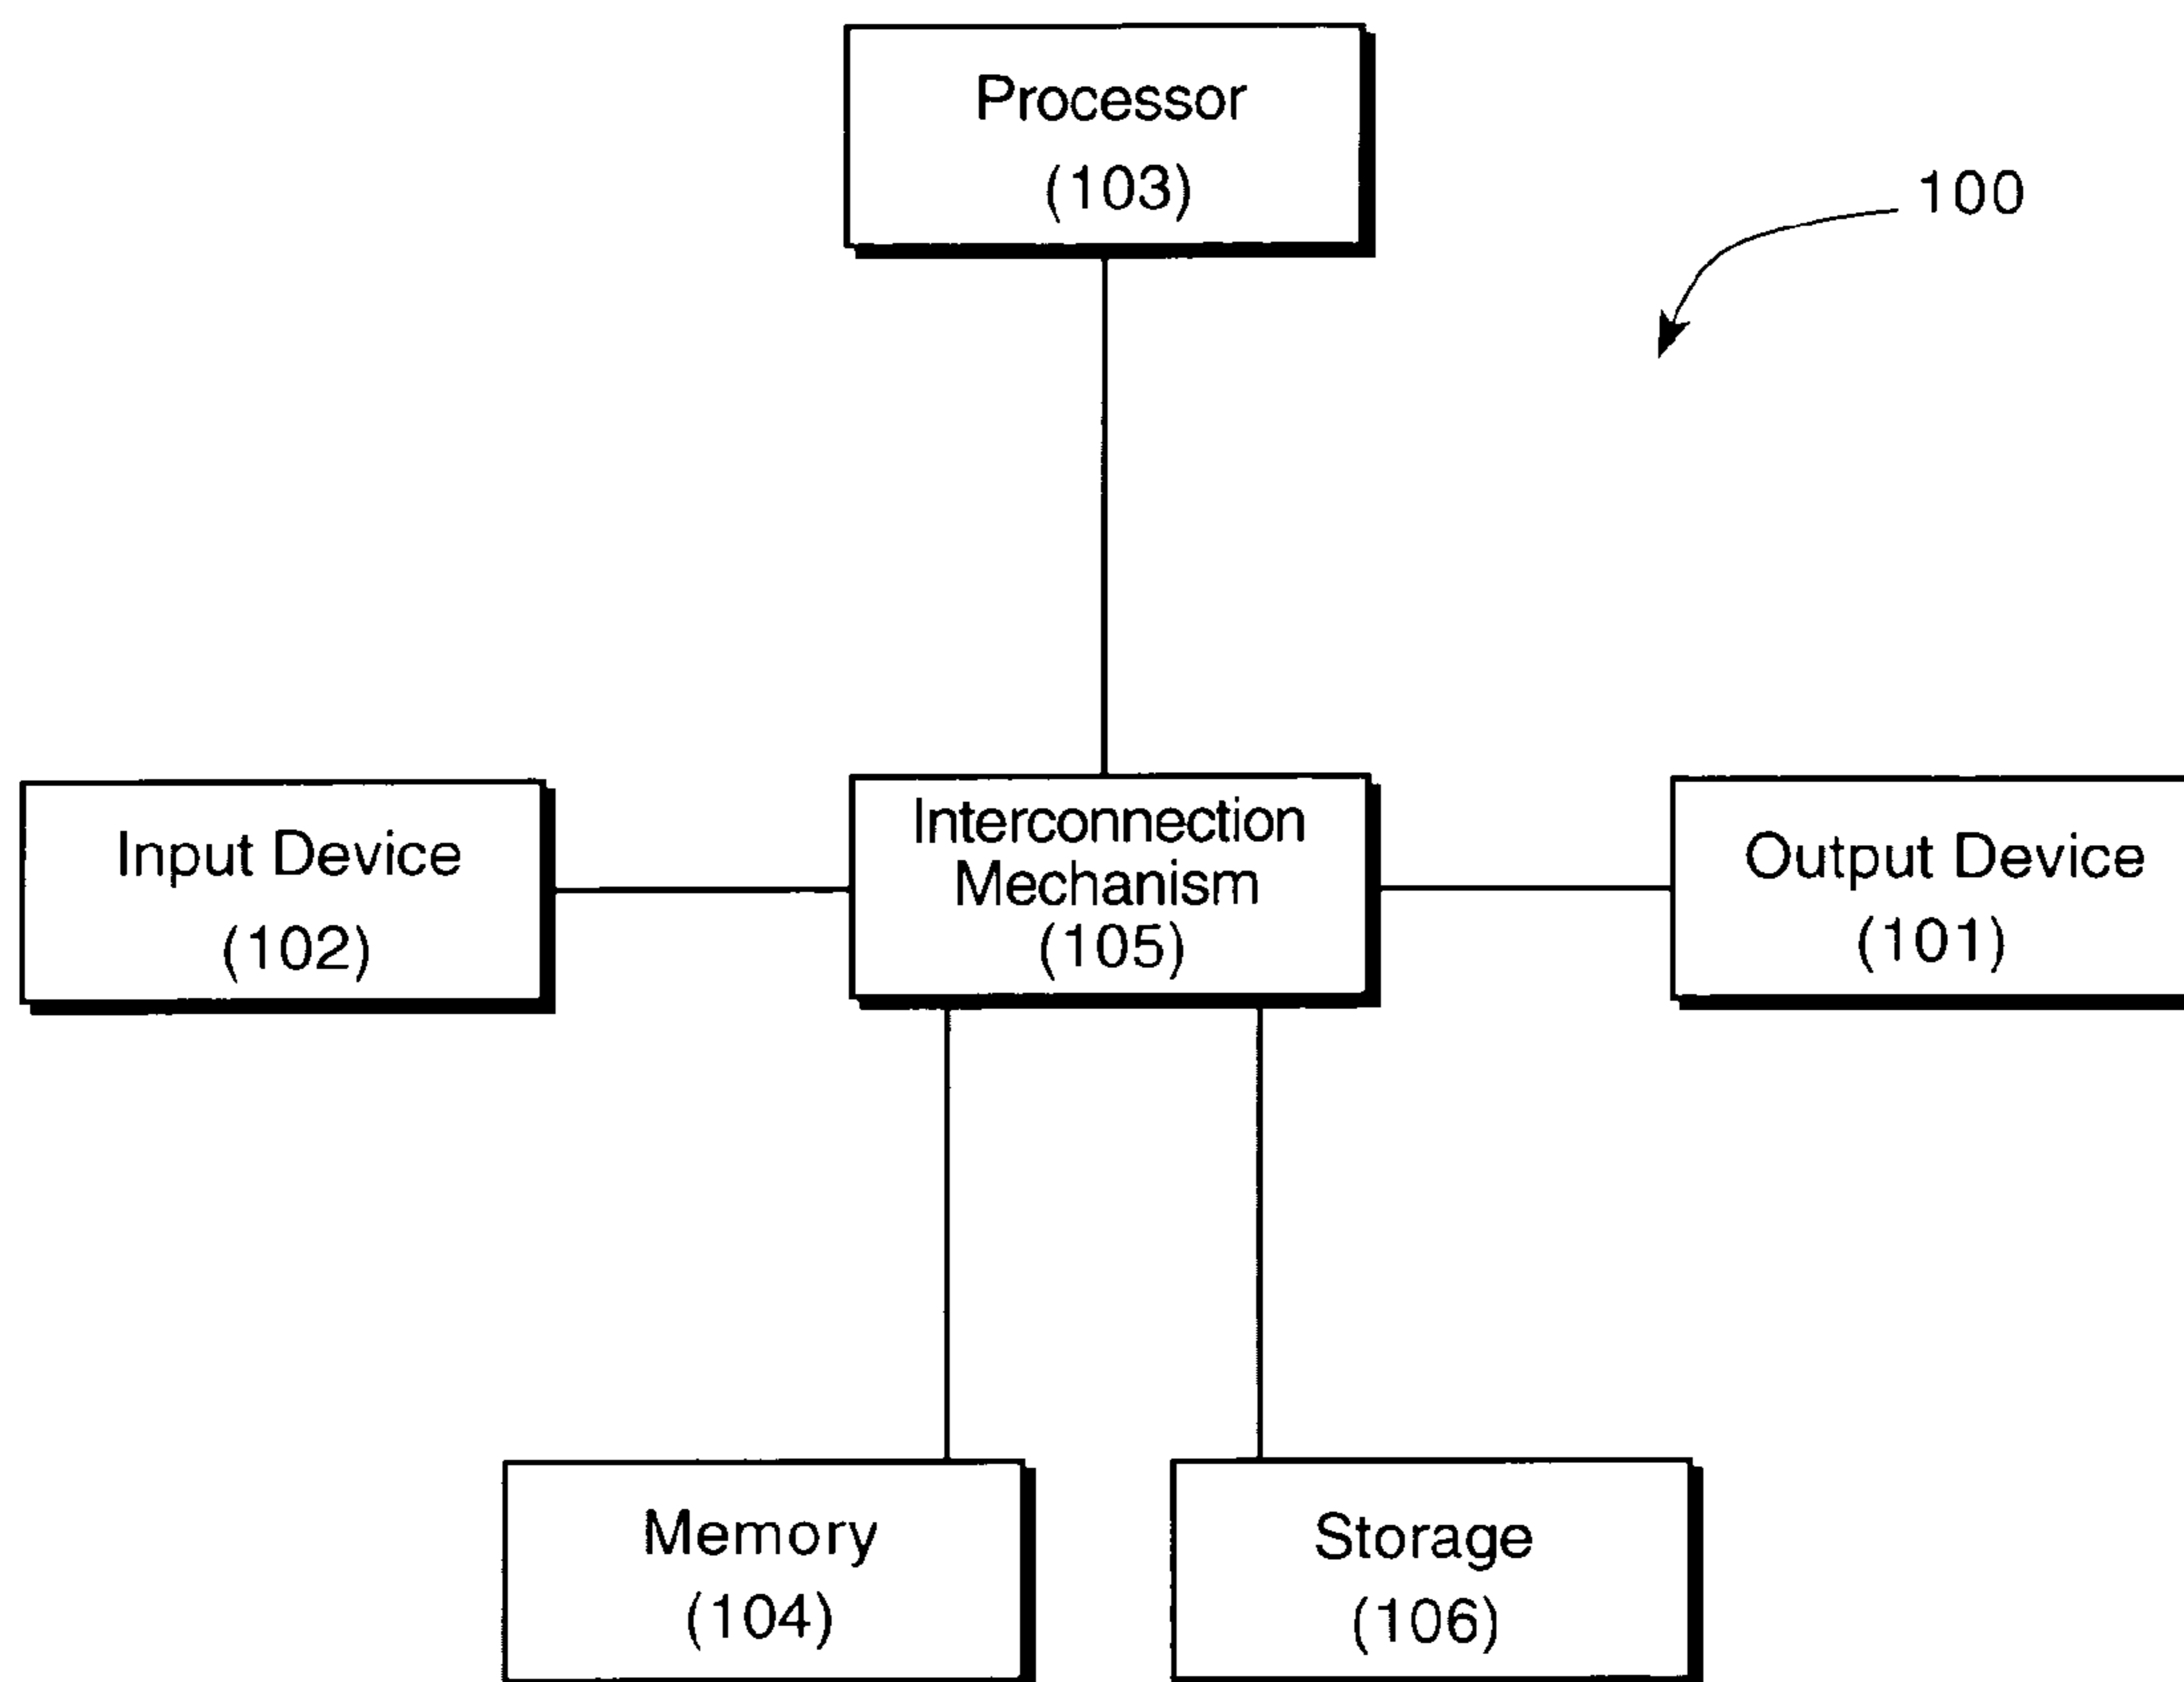 Processor
(103)
100
Input Device
(102)
Interconnection
Mechanism
(105)
Output Device
(101)
Memory
(104)
Storage
(106)